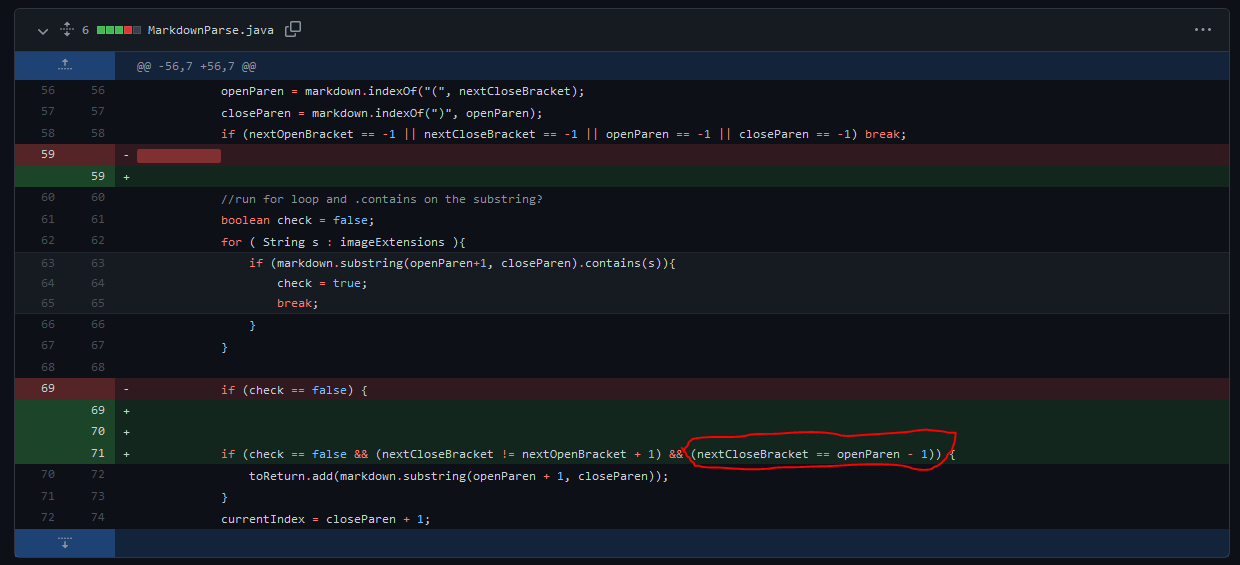 6 MarkdownParse.java
@@ -56,7 +56,7 @@
56 56 openParen = markdown.indexOf("(", nextCloseBracket);
57 57 closeParen = markdown.indexOf(")", openParen);
58 58 if (nextOpenBracket == -1 || nextCloseBracket == -1 || openParen == -1 || closeParen == -1) break;
59 -
59 +
60 60 //run for loop and .contains on the substring?
61 61 boolean check = false;
62 62 for ( String s : imageExtensions ){
63 63 if (markdown.substring(openParen+1, closeParen).contains(s)){
64 64 check = true;
65 65 break;
66 66 }
67 67 }
68 68
69 - if (check == false) {
69 +
70 +
71 + if (check == false && (nextCloseBracket != nextOpenBracket + 1) && (nextCloseBracket == openParen - 1)) {
70 72 toReturn.add(markdown.substring(openParen + 1, closeParen));
71 73 }
72 74 currentIndex = closeParen + 1;